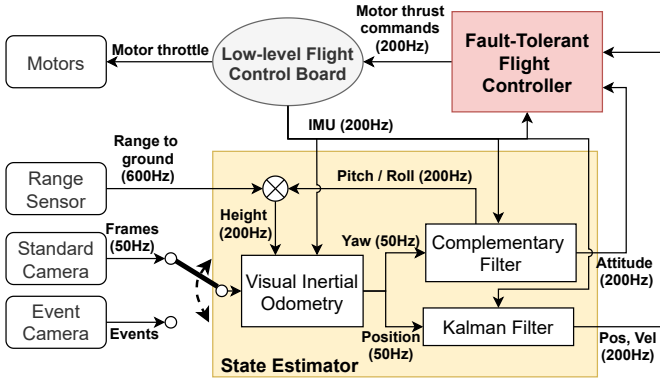 Motors
Motor throttle
Low-level Flight
Control Board
Motor thrust
commands
(200Hz)
Fault-Tolerant
Flight
Controller
IMU (200Hz)
Range to
ground
(600Hz)
Range
Sensor
Pitch / Roll (200Hz)
Height
(200Hz)
Frames
(50Hz)
Standard
Camera
Visual Inertial
Odometry
Yaw (50Hz)
Complementary
Filter
Attitude
(200Hz)
Event
Camera
Events
Position
(50Hz)
Kalman Filter
Pos, Vel
(200Hz)
State Estimator